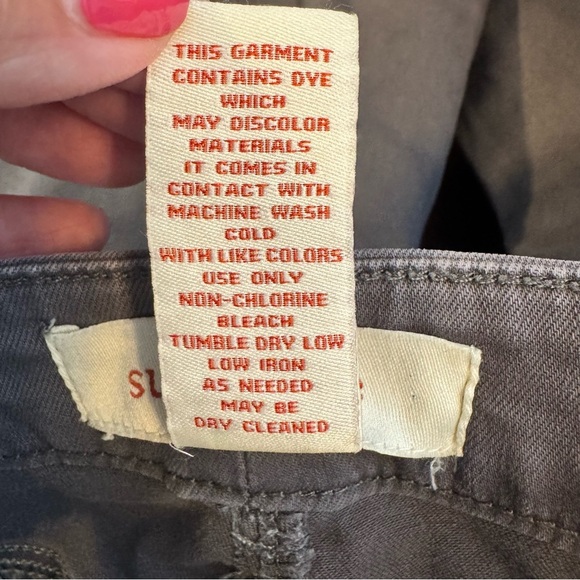 THIS GARMENT
CONTAINS DYE
WHICH
MAY DISCOLOR
MATERIALS
IT COMES IN
CONTACT WITH
MACHINE WASH
COLD
WITH LIKE COLORS
USE ONLY
NON-CHLORINE
BLEACH
TUMBLE DRY LOW
LOW IRON
AS NEEDED
MAY BE
DRY CLEANED